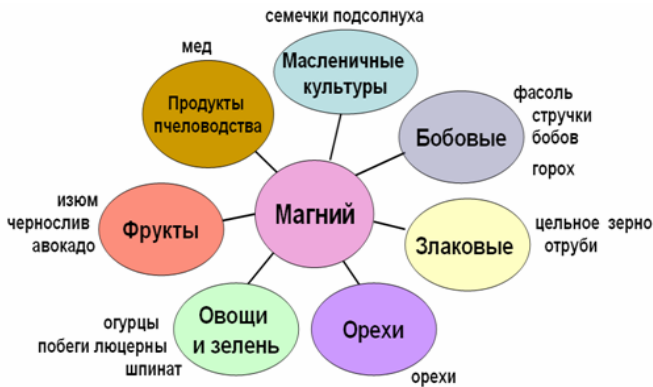 семечки подсолнуха
мед
Масленичные
культуры
Продукты
пчеловодства
фасоль
стручки
бобов
горох
Бобовые
изюм
чернослив
авокадо
Фрукты
Магний
Злаковые
цельное зерно
отруби
огурцы
побеги люцерны
шпинат
Овощи
и зелень
Орехи
орехи